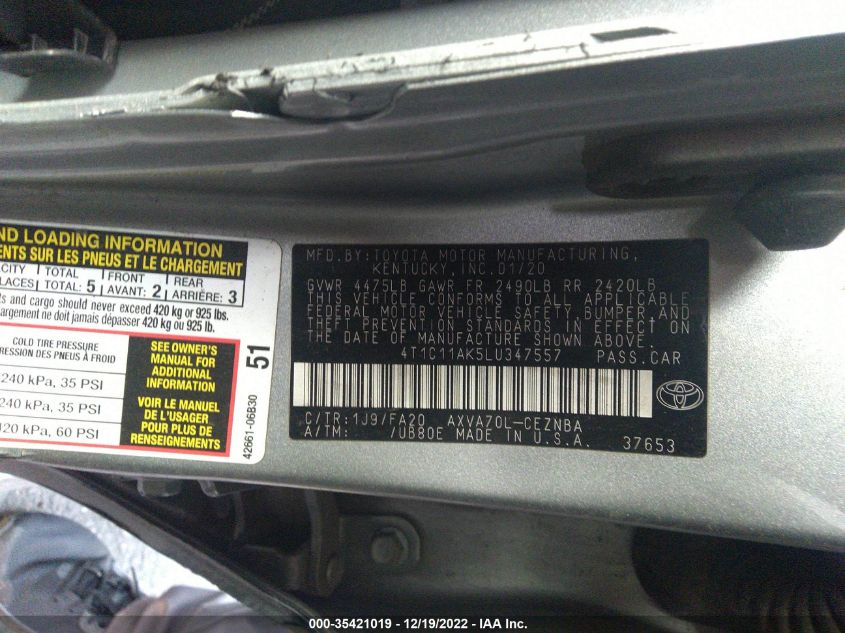 ND LOADING INFORMATION
ENTS SUR LES PNEUS ET LE CHARGEMENT
CITY TOTAL FRONT REAR
LACES TOTAL: 5 AVANT: 2 ARRIÈRE: 3
ts and cargo should never exceed 420 kg or 925 lbs.
argement ne doit jamais dépasser 420 kg ou 925 lb.
COLD TIRE PRESSURE
RESSION DES PNEUS À FROID
240 kPa, 35 PSI
240 kPa, 35 PSI
420 kPa, 60 PSI
SEE OWNER'S
MANUAL FOR
ADDITIONAL
INFORMATION
VOIR LE MANUEL
DE L'USAGER
POUR PLUS DE
RENSEIGNEMENTS
51
42661-06B30
MFD.BY:TOYOTA MOTOR MANUFACTURING,
KENTUCKY,INC.01/20
GVWR 4475LB GAWR FR 2490LB RR 2420LB
THIS VEHICLE CONFORMS TO ALL APPLICABLE
FEDERAL MOTOR VEHICLE SAFETY,BUMPER,AND
THEFT PREVENTION STANDARDS IN EFFECT ON
THE DATE OF MANUFACTURE SHOWN ABOVE.
4T1C11AK5LU347557 PASS.CAR
C/TR:1J9/FA20 AXVA70L-CEZNBA
A/TM: /UB80E MADE IN U.S.A. 37653
000-35421019 - 12/19/2022 - IAA Inc.